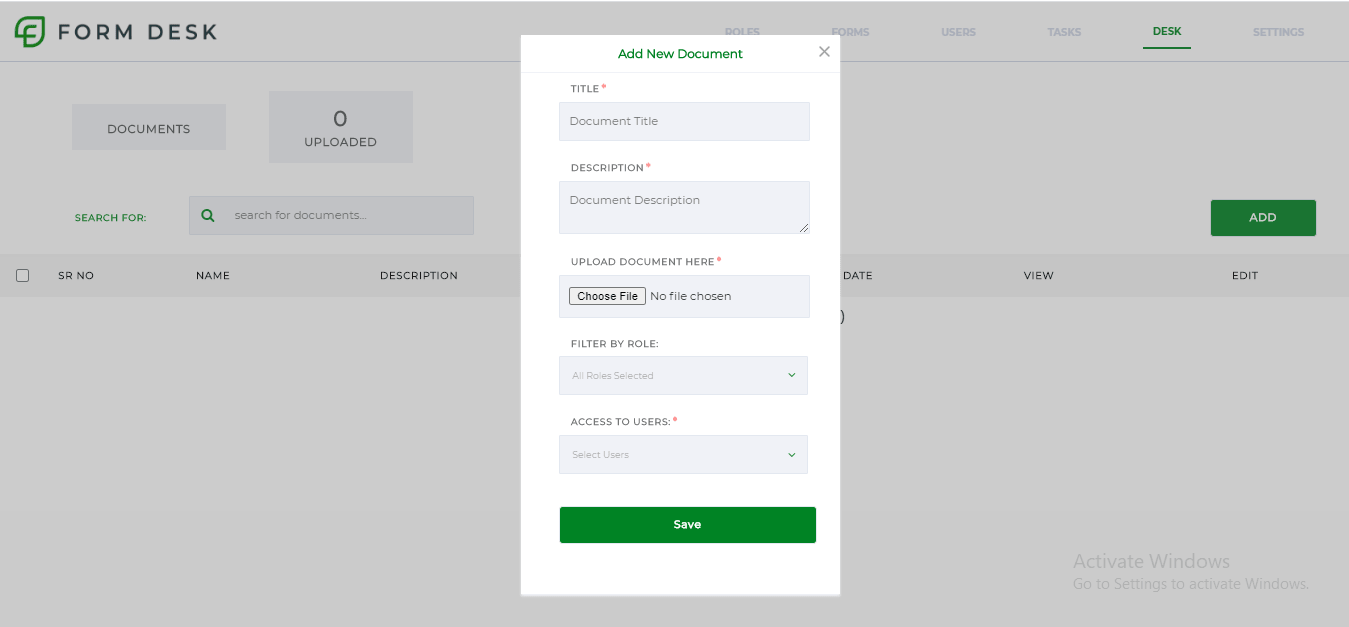 FORM DESK
ROLES
FORMS
USERS
TASKS
DESK
SETTINGS
Add New Document
TITLE*
Document Title
DOCUMENTS
0
UPLOADED
DESCRIPTION*
Document Description
SEARCH FOR:
search for documents...
ADD
UPLOAD DOCUMENT HERE*
Choose File No file chosen
SR NO
NAME
DESCRIPTION
DATE
VIEW
EDIT
)
FILTER BY ROLE:
All Roles Selected
ACCESS TO USERS:*
Select Users
Save
Activate Windows
Go to Settings to activate Windows.